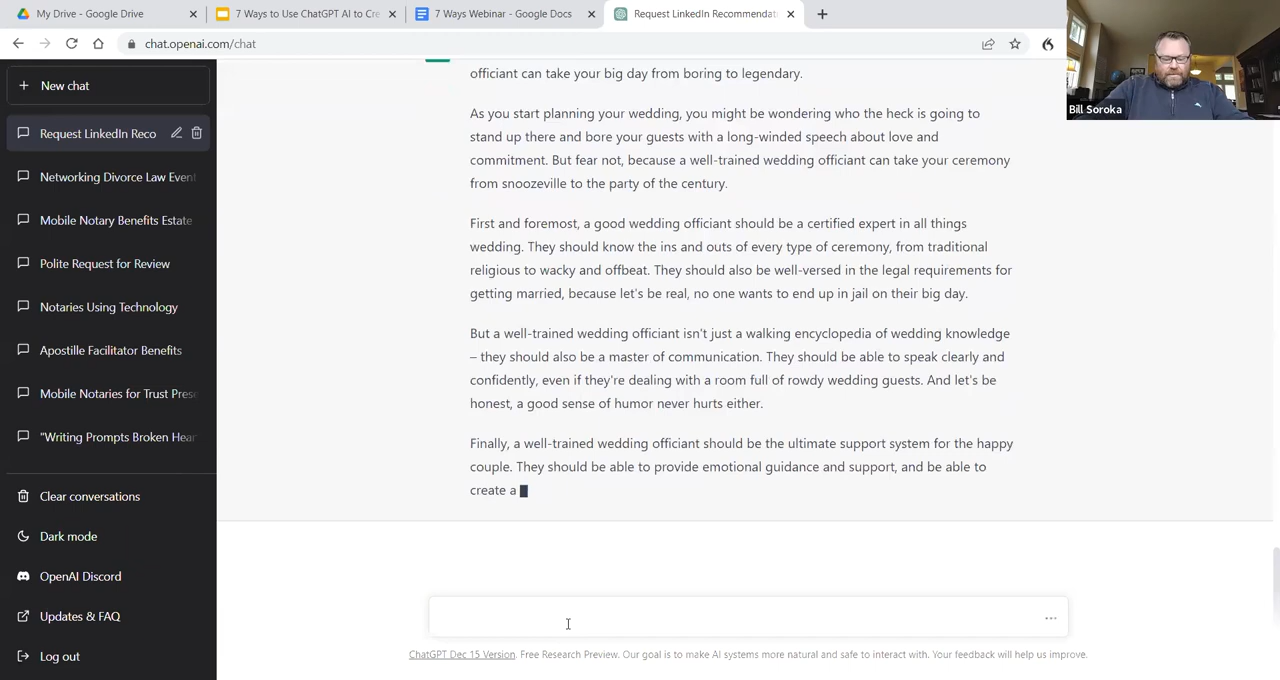 My Drive - Google Drive
7 Ways to Use ChatGPT AI to Cre
7 Ways Webinar - Google Docs
Request LinkedIn Recommendat
chat.openai.com/chat
Bill Soroka
New chat
Request LinkedIn Reco
Networking Divorce Law Event
Mobile Notary Benefits Estate
Polite Request for Review
Notaries Using Technology
Apostille Facilitator Benefits
Mobile Notaries for Trust Prese
"Writing Prompts Broken Hear
Clear conversations
Dark mode
OpenAI Discord
Updates & FAQ
Log out
officiant can take your big day from boring to legendary.
As you start planning your wedding, you might be wondering who the heck is going to
stand up there and bore your guests with a long-winded speech about love and
commitment. But fear not, because a well-trained wedding officiant can take your ceremony
from snoozeville to the party of the century.
First and foremost, a good wedding officiant should be a certified expert in all things
wedding. They should know the ins and outs of every type of ceremony, from traditional
religious to wacky and offbeat. They should also be well-versed in the legal requirements for
getting married, because let's be real, no one wants to end up in jail on their big day.
But a well-trained wedding officiant isn't just a walking encyclopedia of wedding knowledge
– they should also be a master of communication. They should be able to speak clearly and
confidently, even if they're dealing with a room full of rowdy wedding guests. And let's be
honest, a good sense of humor never hurts either.
Finally, a well-trained wedding officiant should be the ultimate support system for the happy
couple. They should be able to provide emotional guidance and support, and be able to
create a
ChatGPT Dec 15 Version. Free Research Preview. Our goal is to make AI systems more natural and safe to interact with. Your feedback will help us improve.